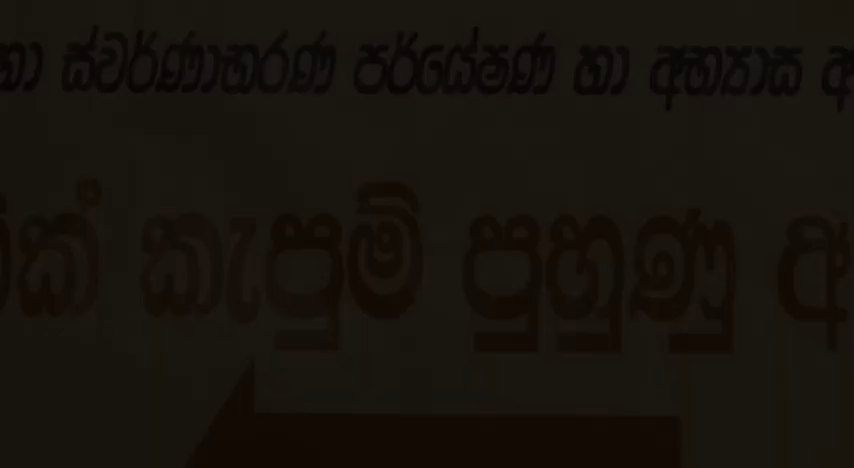 හා ස්වර්ණාභරණ පර්යේෂණ හා අභ්‍යාස
කැපුම් පුහුණු